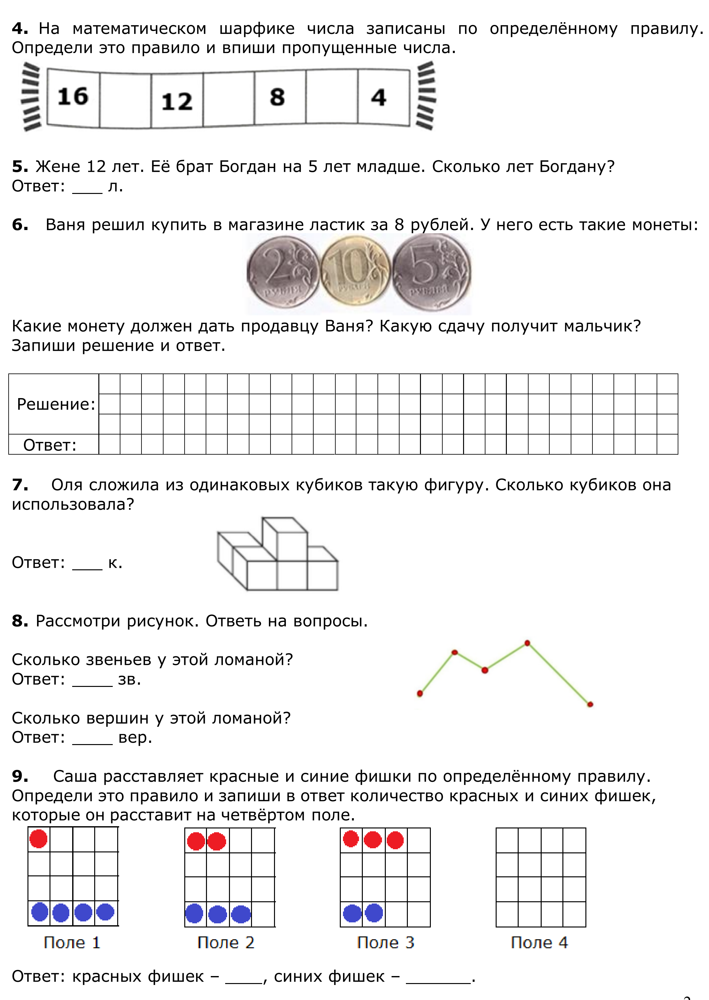 4. На математическом шарфике числа записаны по определённому правилу.
Определи это правило и впиши пропущенные числа.
16 12 8 4
5. Жене 12 лет. Её брат Богдан на 5 лет младше. Сколько лет Богдану?
Ответ: ___ л.
6. Ваня решил купить в магазине ластик за 8 рублей. У него есть такие монеты:
2 10 5
РУБЛЯ РУБЛЕЙ РУБЛЕЙ
Какие монету должен дать продавцу Ваня? Какую сдачу получит мальчик?
Запиши решение и ответ.
Решение:
Ответ:
7. Оля сложила из одинаковых кубиков такую фигуру. Сколько кубиков она
использовала?
Ответ: ___ к.
8. Рассмотри рисунок. Ответь на вопросы.
Сколько звеньев у этой ломаной?
Ответ: _____ зв.
Сколько вершин у этой ломаной?
Ответ: _____ вер.
9. Саша расставляет красные и синие фишки по определённому правилу.
Определи это правило и запиши в ответ количество красных и синих фишек,
которые он расставит на четвёртом поле.
Поле 1 Поле 2 Поле 3 Поле 4
Ответ: красных фишек – ____, синих фишек – _______.